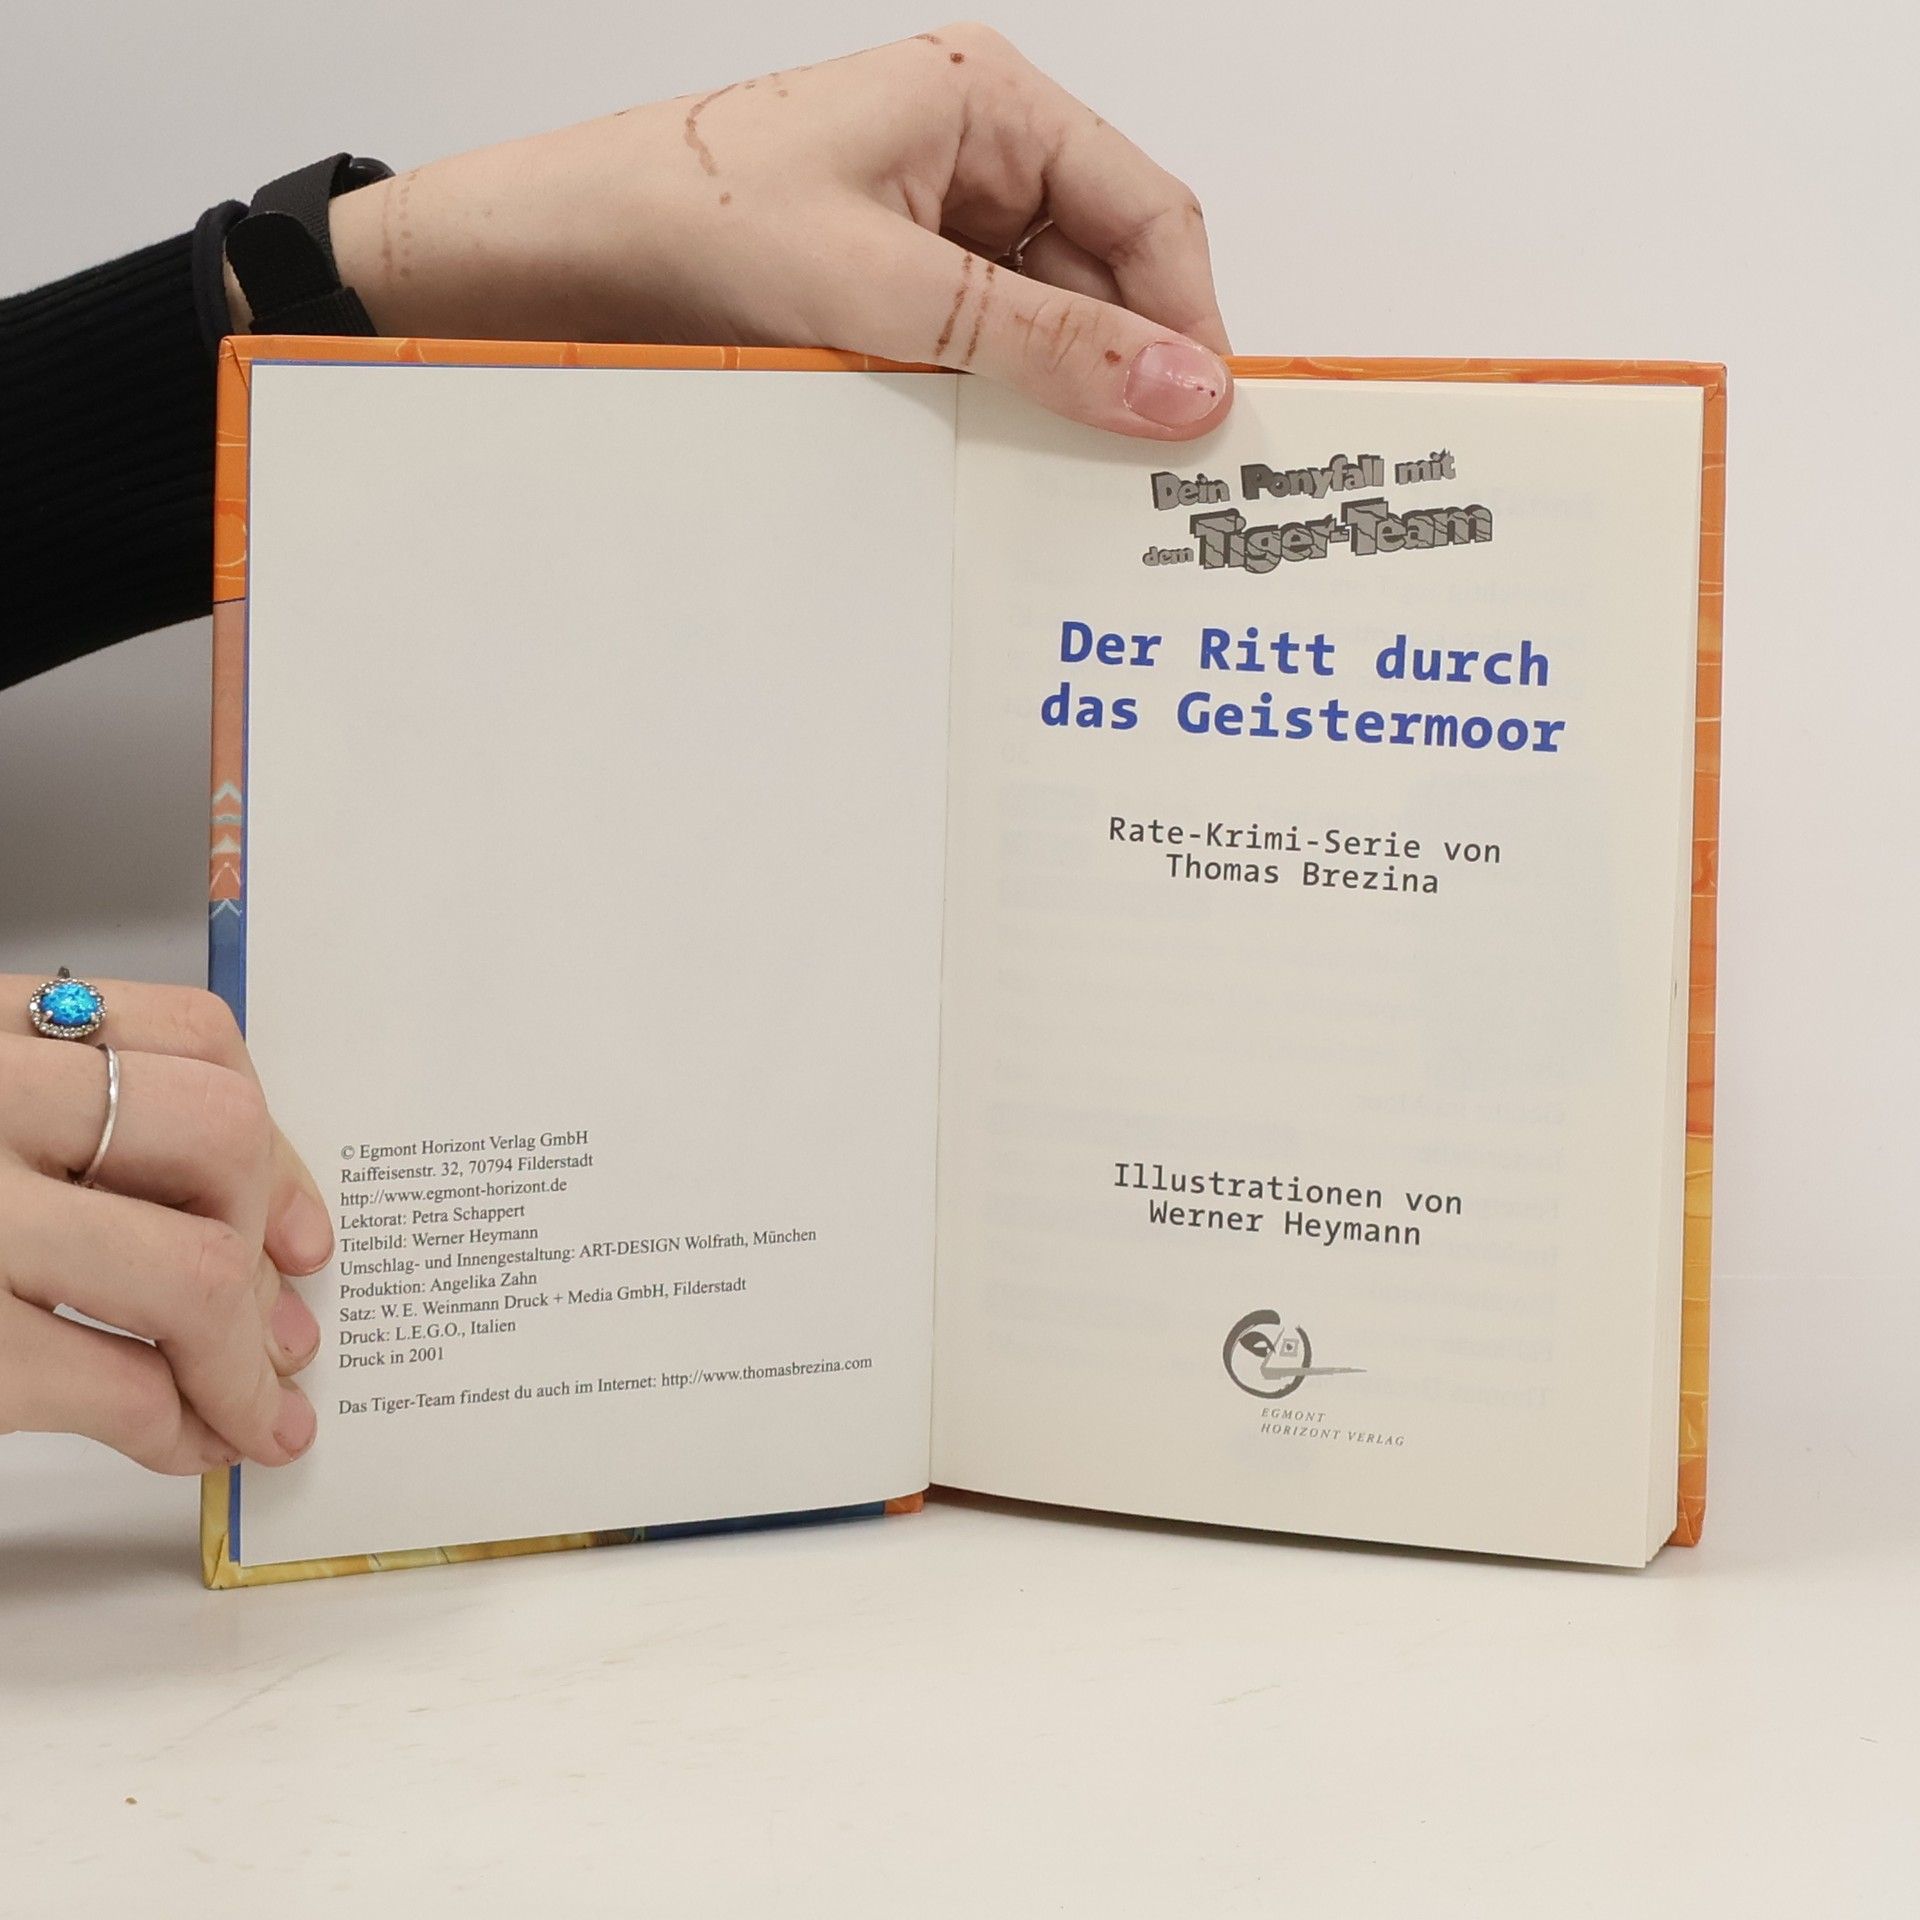 © Egmont Horizont Verlag GmbH
Raiffeisenstr. 32, 70794 Filderstadt
http://www.egmont-horizont.de
Lektorat: Petra Schappert
Titelbild: Werner Heymann
Umschlag- und Innengestaltung: ART-DESIGN Wolfrath, München
Produktion: Angelika Zahn
Satz: W. E. Weinmann Druck + Media GmbH, Filderstadt
Druck: L.E.G.O., Italien
Druck in 2001
Das Tiger-Team findest du auch im Internet: http://www.thomasbrezina.com
Dein Ponyfall mit
dem Tiger-Team
Der Ritt durch
das Geistermoor
Rate-Krimi-Serie von
Thomas Brezina
Illustrationen von
Werner Heymann
EGMONT
HORIZONT VERLAG